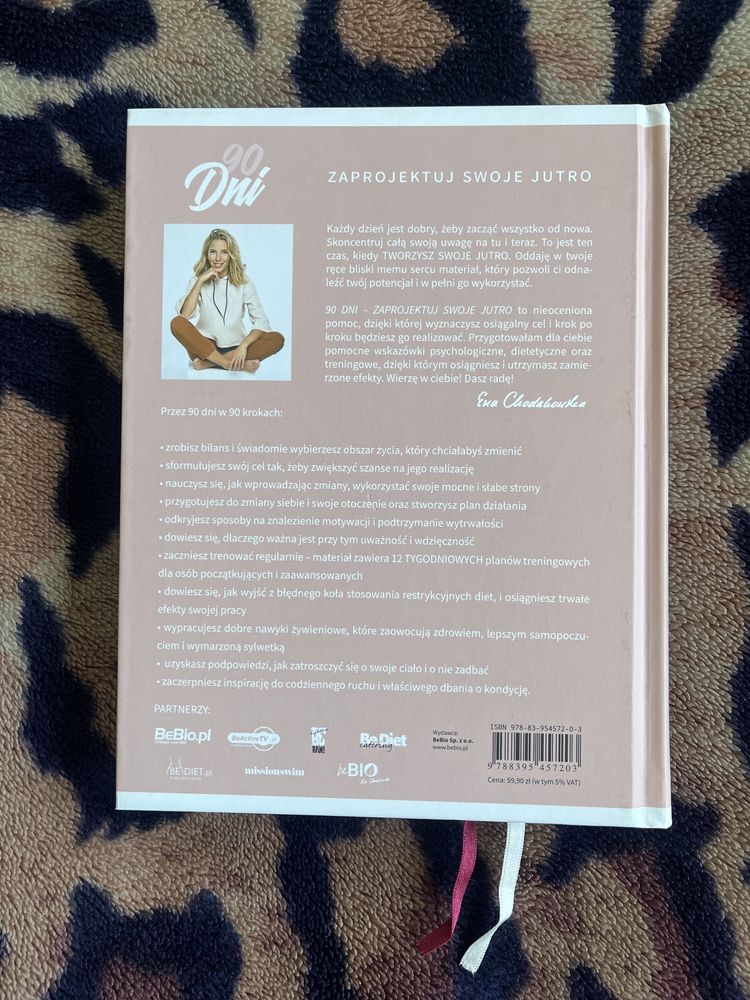 90
Dni
ZAPROJEKTUJ SWOJE JUTRO
Każdy dzień jest dobry, żeby zacząć wszystko od nowa.
Skoncentruj całą swoją uwagę na tu i teraz. To jest ten
czas, kiedy TWORZYSZ SWOJE JUTRO. Oddaję w twoje
ręce bliski memu sercu materiał, który pozwoli ci odna-
leźć twój potencjał i w pełni go wykorzystać.
90 DNI – ZAPROJEKTUJ SWOJE JUTRO to nieoceniona
pomoc, dzięki której wyznaczysz osiągalny cel i krok po
kroku będziesz go realizować. Przygotowałam dla ciebie
pomocne wskazówki psychologiczne, dietetyczne oraz
treningowe, dzięki którym osiągniesz i utrzymasz zamie-
rzone efekty. Wierzę w ciebie! Dasz radę!
Ewa Chodakowska
Przez 90 dni w 90 krokach:
• zrobisz bilans i świadomie wybierzesz obszar życia, który chciałabyś zmienić
• sformułujesz swój cel tak, żeby zwiększyć szanse na jego realizację
• nauczysz się, jak wprowadzając zmiany, wykorzystać swoje mocne i słabe strony
• przygotujesz do zmiany siebie i swoje otoczenie oraz stworzysz plan działania
• odkryjesz sposoby na znalezienie motywacji i podtrzymanie wytrwałości
• dowiesz się, dlaczego ważna jest przy tym uważność i wdzięczność
• zaczniesz trenować regularnie – materiał zawiera 12 TYGODNIOWYCH planów treningowych
dla osób początkujących i zaawansowanych
• dowiesz się, jak wyjść z błędnego koła stosowania restrykcyjnych diet, i osiągniesz trwałe
efekty swojej pracy
• wypracujesz dobre nawyki żywieniowe, które zaowocują zdrowiem, lepszym samopoczu-
ciem i wymarzoną sylwetką
• uzyskasz podpowiedzi, jak zatroszczyć się o swoje ciało i o nie zadbać
• zaczerpniesz inspirację do codziennego ruchu i właściwego dbania o kondycję.
PARTNERZY:
BeBio.pl
BeActiveTV
BeDiet
catering
Wydawca:
BeBio Sp. z o.o.
www.bebio.pl
ISBN 978-83-954572-0-3
9 788395 457203
Cena: 59,90 zł (w tym 5% VAT)
BE DIET.pl
missionswim
beBIO
Ewa Chodakowska